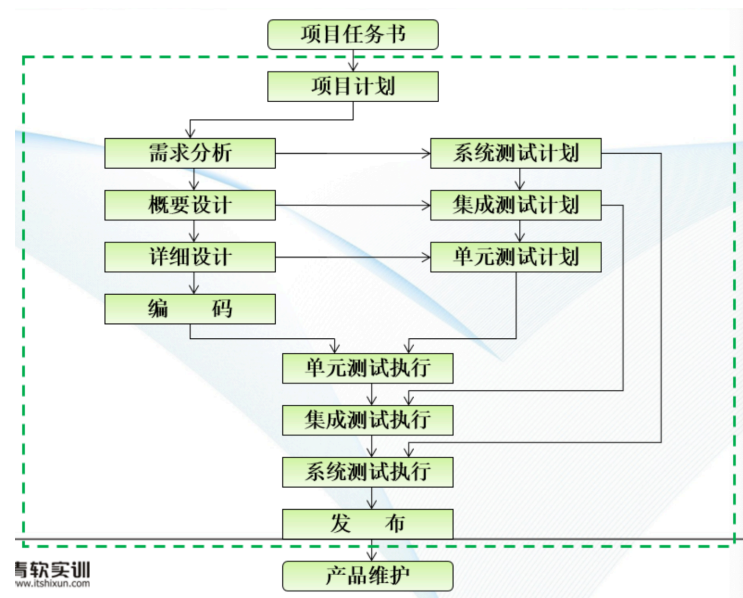 项目任务书
项目计划
需求分析 系统测试计划
概要设计 集成测试计划
详细设计 单元测试计划
编 码
单元测试执行
集成测试执行
系统测试执行
发 布
产品维护
青软实训
www.itshixun.com